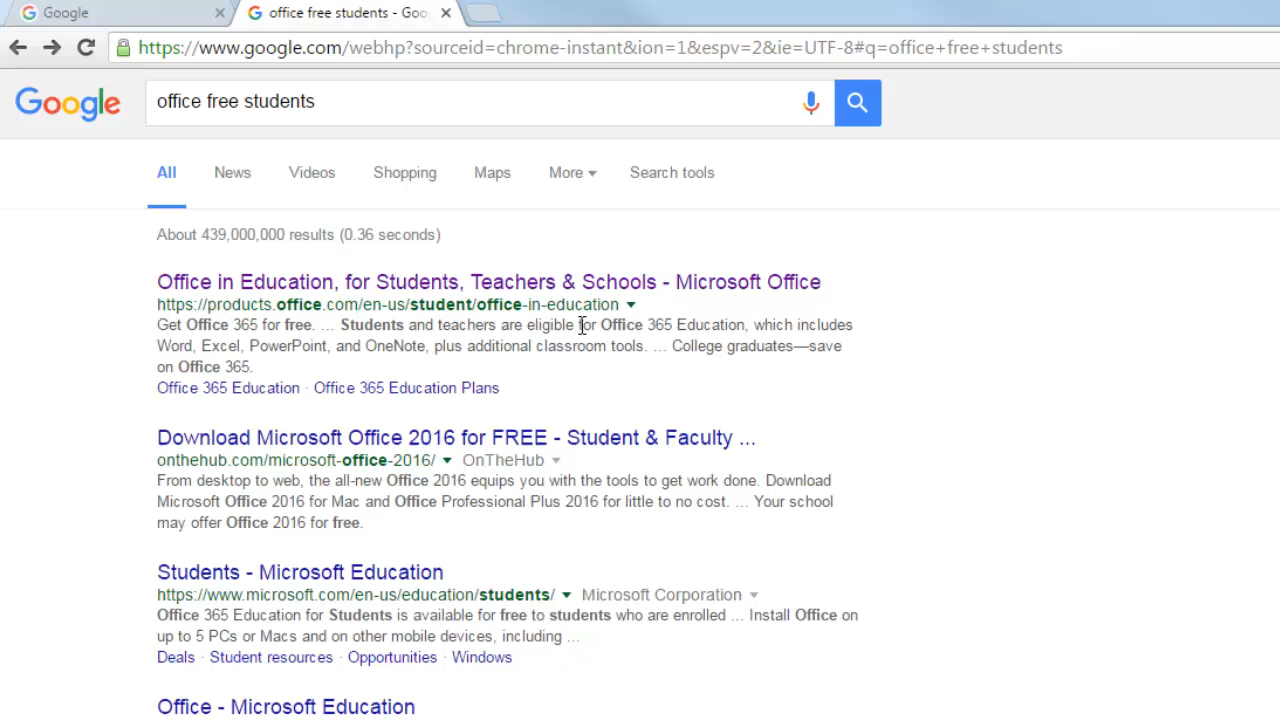 Google
office free students - Goo
https://www.google.com/webhp?sourceid=chrome-instant&ion=1&espv=2&ie=UTF-8#q=office+free+students
Google office free students
All News Videos Shopping Maps More Search tools
About 439,000,000 results (0.36 seconds)
Office in Education, for Students, Teachers & Schools - Microsoft Office
https://products.office.com/en-us/student/office-in-education
Get Office 365 for free. ... Students and teachers are eligible for Office 365 Education, which includes
Word, Excel, PowerPoint, and OneNote, plus additional classroom tools. ... College graduates—save
on Office 365.
Office 365 Education · Office 365 Education Plans
Download Microsoft Office 2016 for FREE - Student & Faculty ...
onthehub.com/microsoft-office-2016/ OnTheHub
From desktop to web, the all-new Office 2016 equips you with the tools to get work done. Download
Microsoft Office 2016 for Mac and Office Professional Plus 2016 for little to no cost. ... Your school
may offer Office 2016 for free.
Students - Microsoft Education
https://www.microsoft.com/en-us/education/students/ Microsoft Corporation
Office 365 Education for Students is available for free to students who are enrolled ... Install Office on
up to 5 PCs or Macs and on other mobile devices, including ...
Deals · Student resources · Opportunities · Windows
Office - Microsoft Education